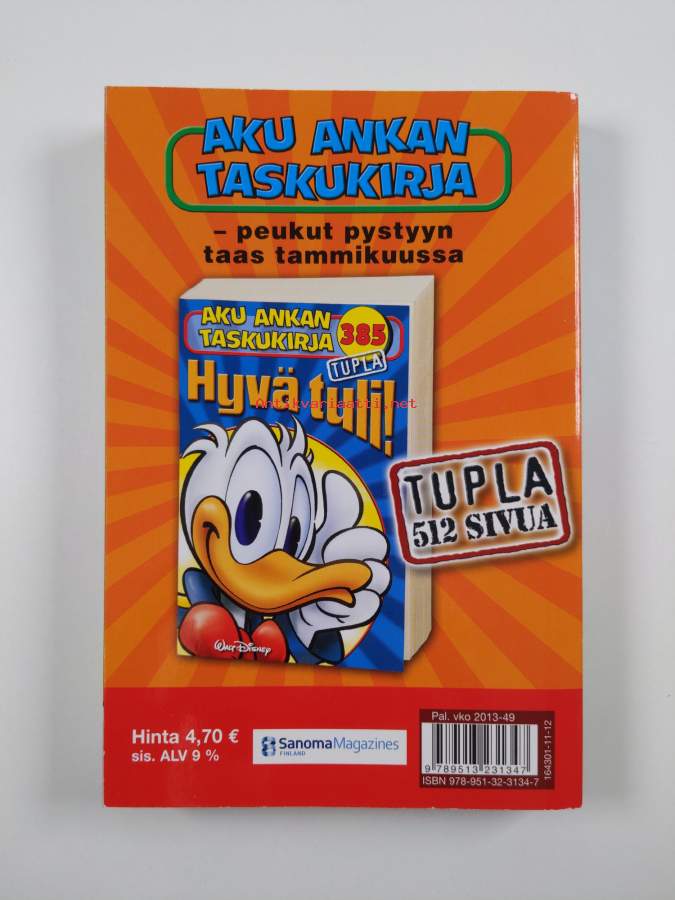 AKU ANKAN
TASKUKIRJA
– peukut pystyyn
taas tammikuussa
AKU ANKAN
TASKUKIRJA
385
TUPLA
Hyvä tuli!
Antikvariaatti.net
TUPLA
512 SIVUA
WALT DISNEY
Hinta 4,70 €
sis. ALV 9 %
SanomaMagazines
FINLAND
Pal. vko 2013-49
9 789513 231347
ISBN 978-951-32-3134-7
164301-11-12